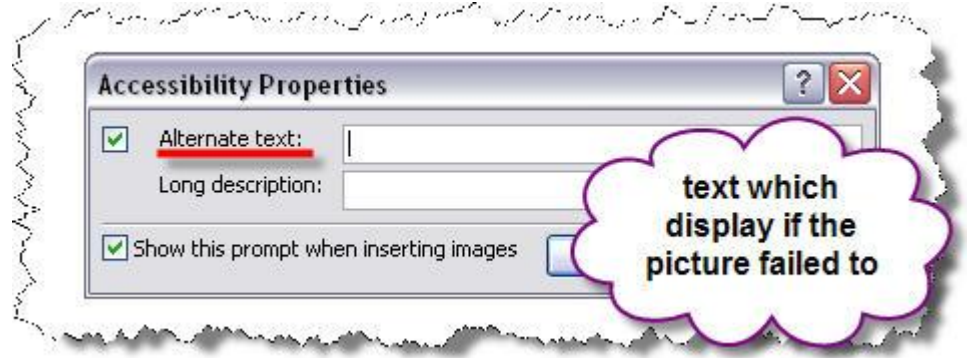 Accessibility Properties
Alternate text:
Long description:
Show this prompt when inserting images
text which
display if the
picture failed to